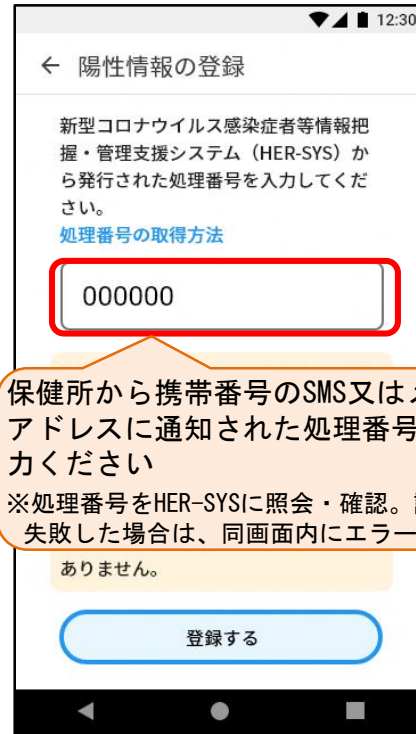 12:30
← 陽性情報の登録
新型コロナウイルス感染症者等情報把
握・管理支援システム（HER-SYS）か
ら発行された処理番号を入力してくだ
さい。
処理番号の取得方法
000000
保健所から携帯番号のSMS又は
アドレスに通知された処理番号
力ください
※処理番号をHER-SYSに照会・確認。
失敗した場合は、同画面内にエラー
ありません。
登録する